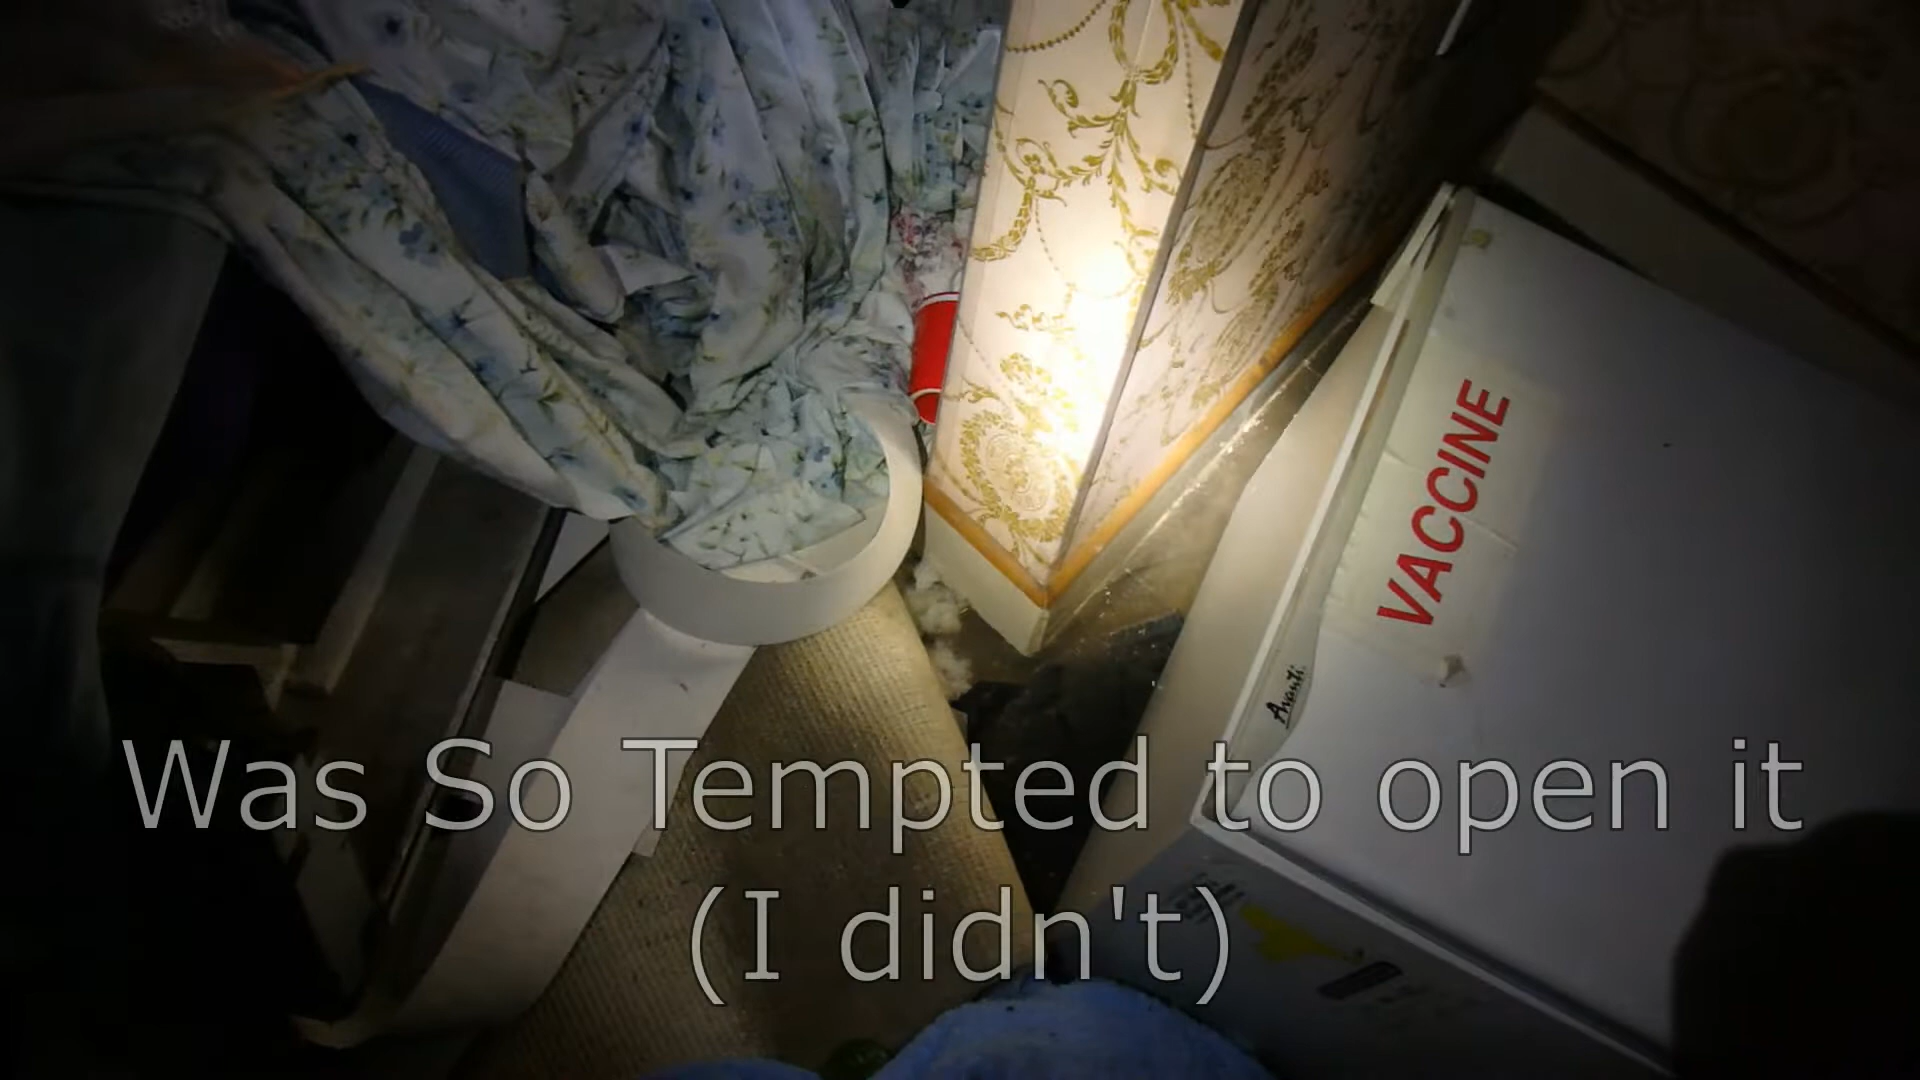 VACCINE
Avanti
Was So Tempted to open it
(I didn't)